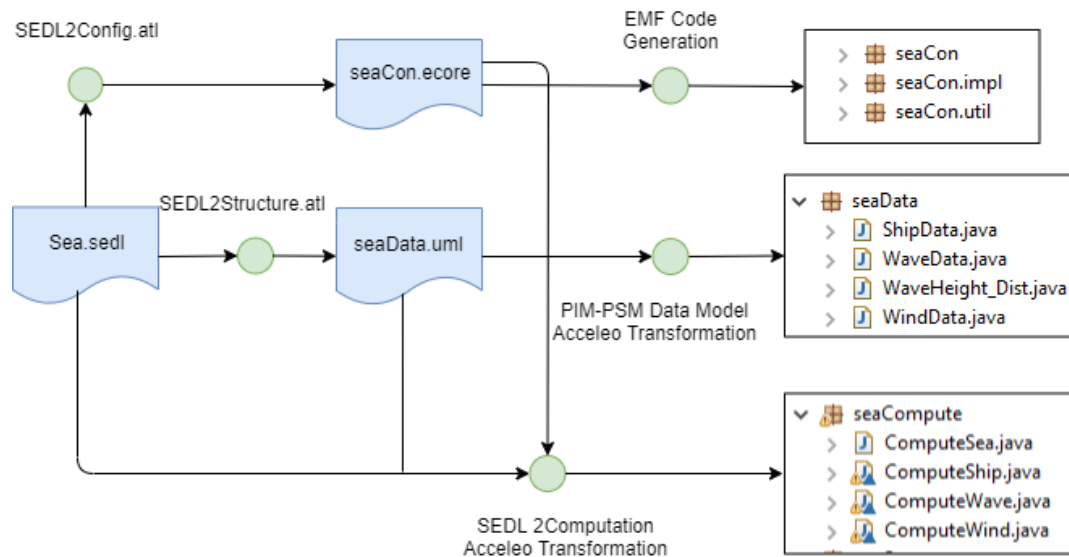 SEDL2Config.atl
EMF Code
Generation
seaCon.ecore
seaCon
seaCon.impl
seaCon.util
SEDL2Structure.atl
Sea.sedl
seaData.uml
seaData
ShipData.java
WaveData.java
WaveHeight_Dist.java
WindData.java
PIM-PSM Data Model
Acceleo Transformation
seaCompute
ComputeSea.java
ComputeShip.java
ComputeWave.java
ComputeWind.java
SEDL 2Computation
Acceleo Transformation